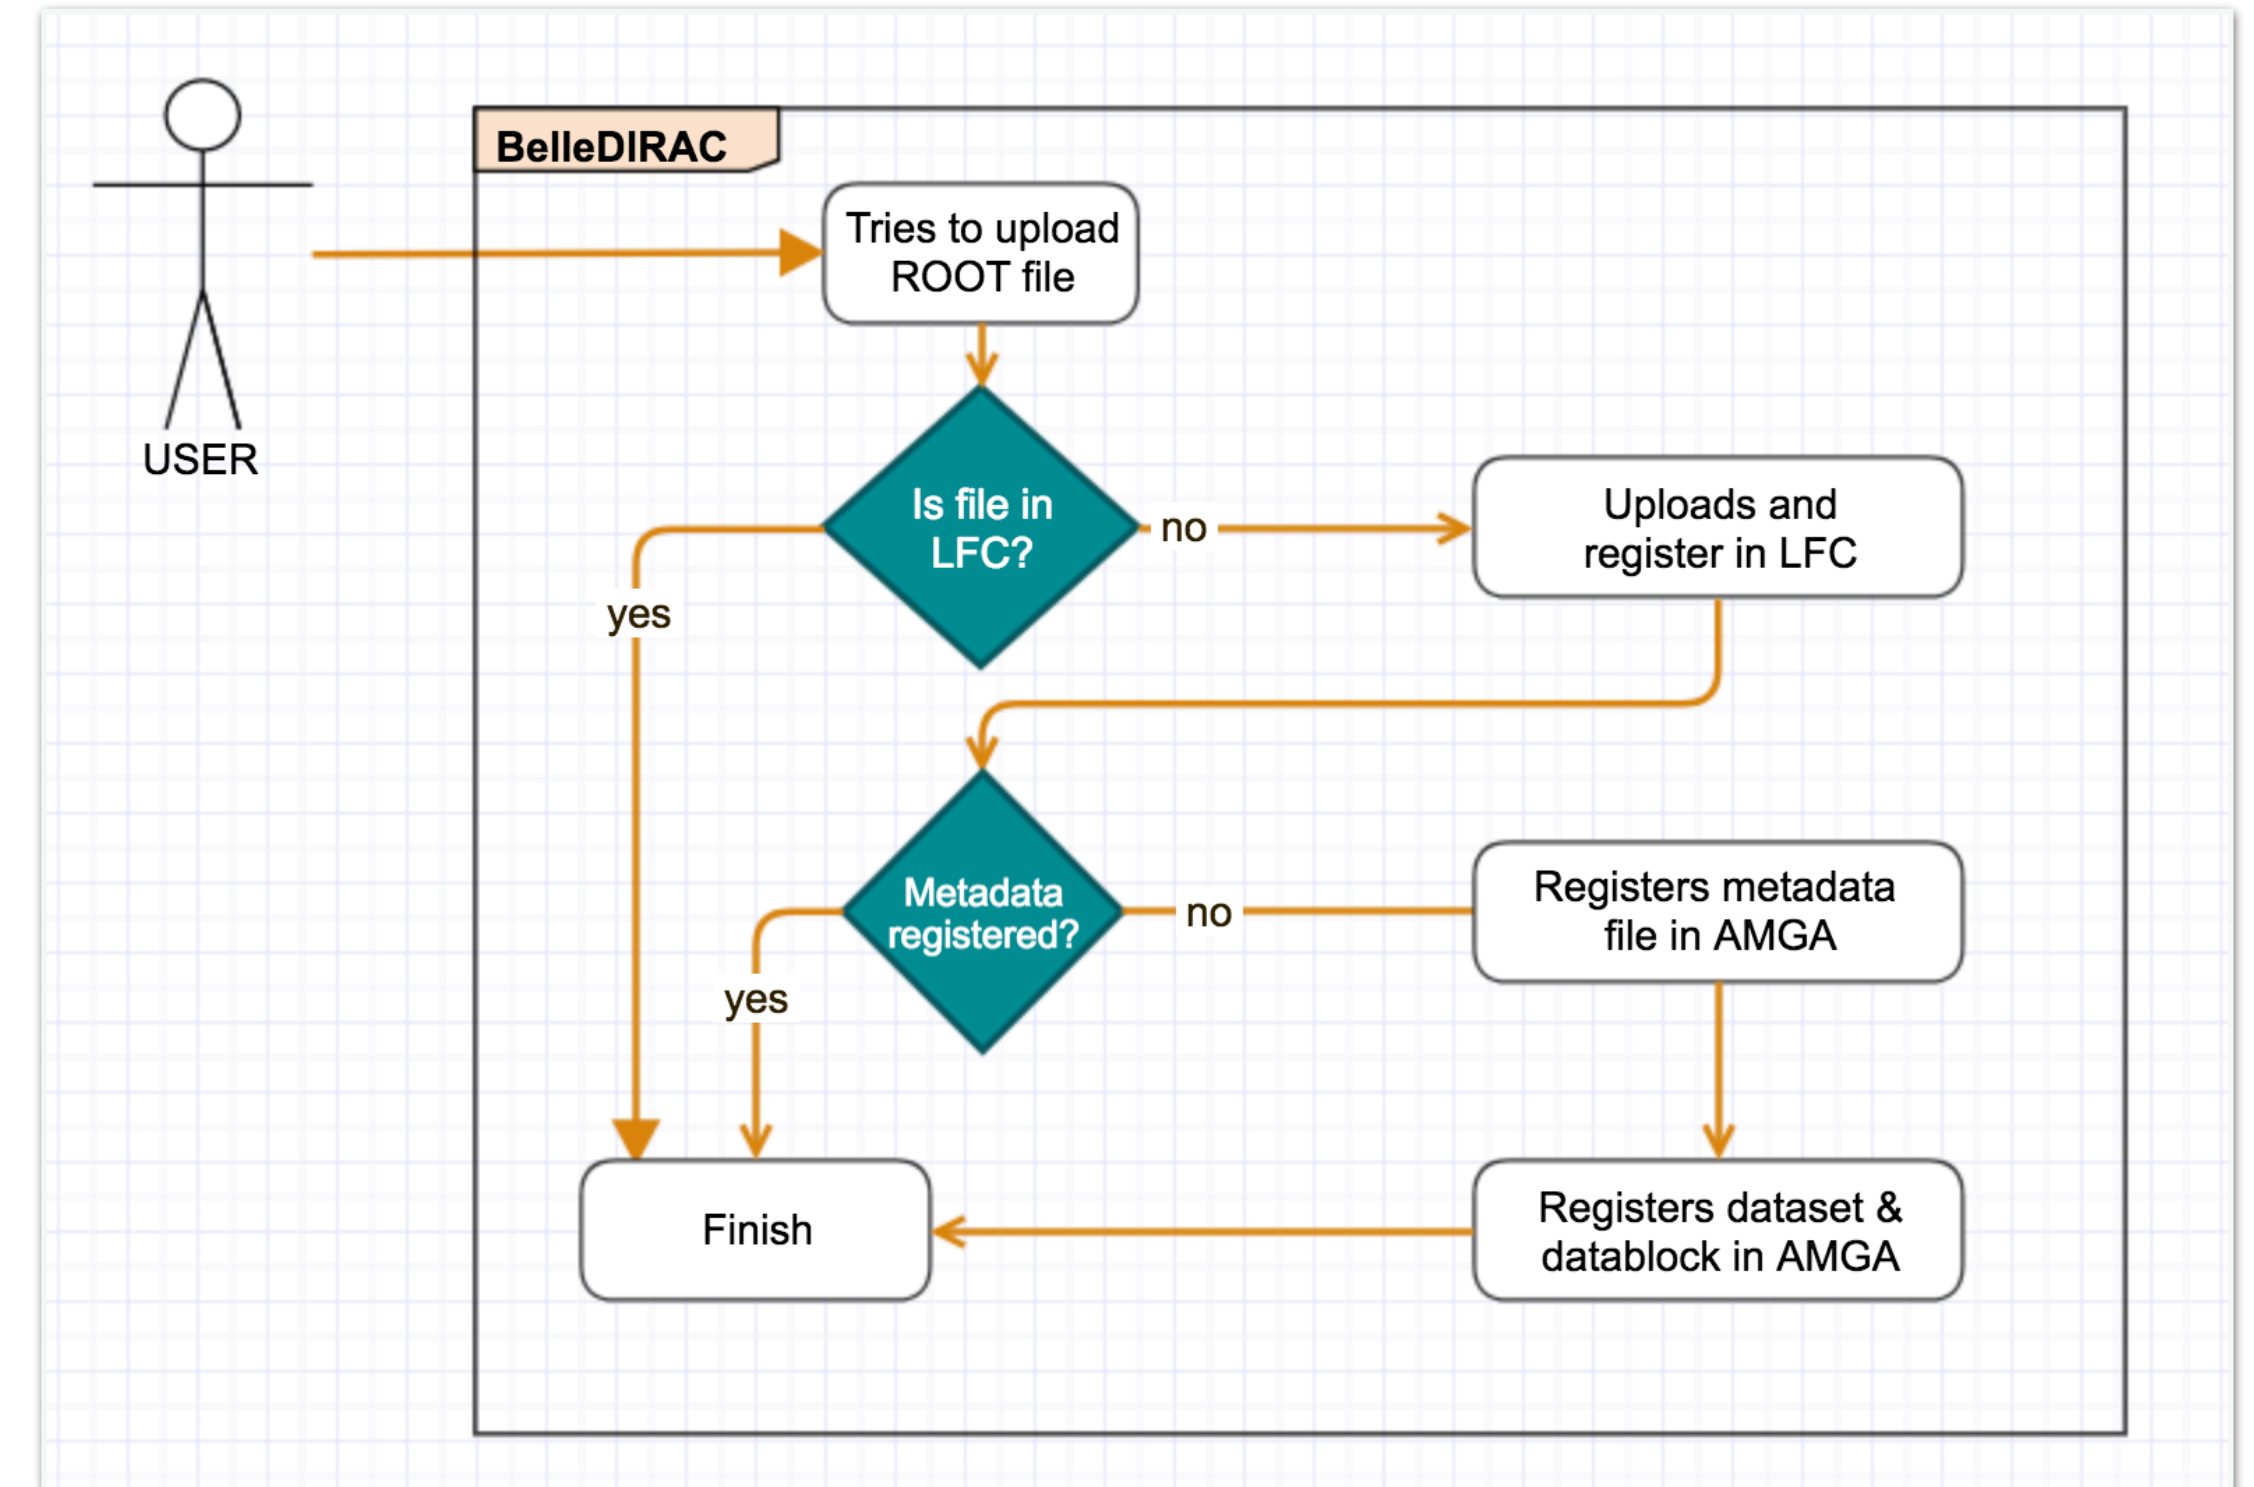 BelleDIRAC
Tries to upload
ROOT file
USER
Is file in
LFC?
no
Uploads and
register in LFC
yes
Metadata
registered?
no
Registers metadata
file in AMGA
yes
Finish
Registers dataset &
datablock in AMGA